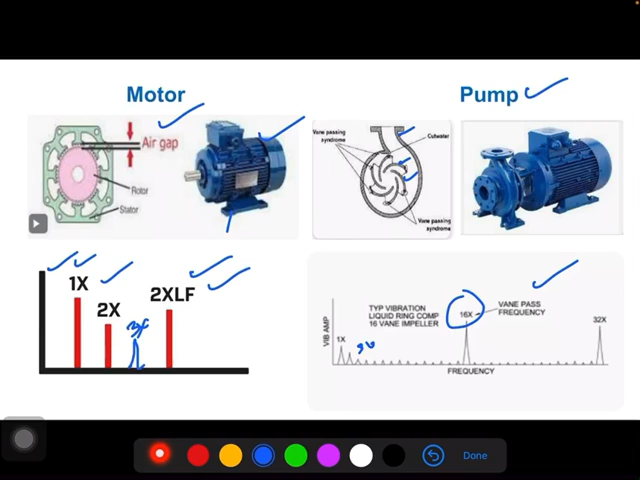 Motor
Pump
Air gap
Rotor
Stator
Vane passing
syndrome
Cutwater
Vane passing
syndrome
1X
2X
2XLF
TYP VIBRATION
LIQUID RING COMP
16 VANE IMPELLER
16X
VANE PASS
FREQUENCY
32X
1X
VIB AMP
FREQUENCY
Done